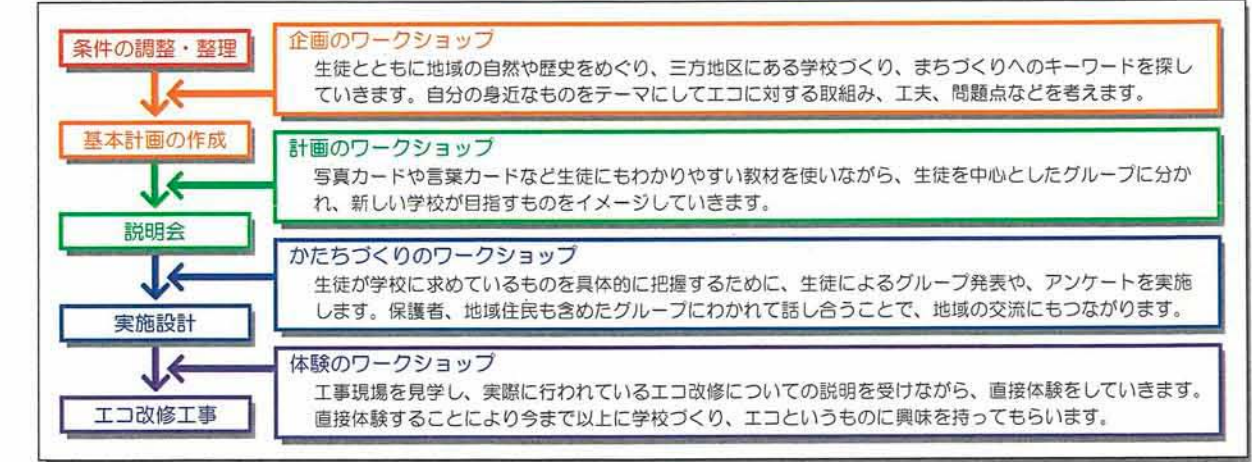 条件の調整・整理
企画のワークショップ
生徒とともに地域の自然や歴史をめぐり、三方地区にある学校づくり、まちづくりへのキーワードを探し
ていきます。自分の身近なものをテーマにしてエコに対する取組み、工夫、問題点などを考えます。
基本計画の作成
計画のワークショップ
写真カードや言葉カードなど生徒にもわかりやすい教材を使いながら、生徒を中心としたグループに分か
れ、新しい学校が目指すものをイメージしていきます。
説明会
かたちづくりのワークショップ
生徒が学校に求めているものを具体的に把握するために、生徒によるグループ発表や、アンケートを実施
します。保護者、地域住民も含めたグループにわかれて話し合うことで、地域の交流にもつながります。
実施設計
体験のワークショップ
工事現場を見学し、実際に行われているエコ改修についての説明を受けながら、直接体験をしていきます。
直接体験することにより今まで以上に学校づくり、エコというものに興味を持ってもらいます。
エコ改修工事